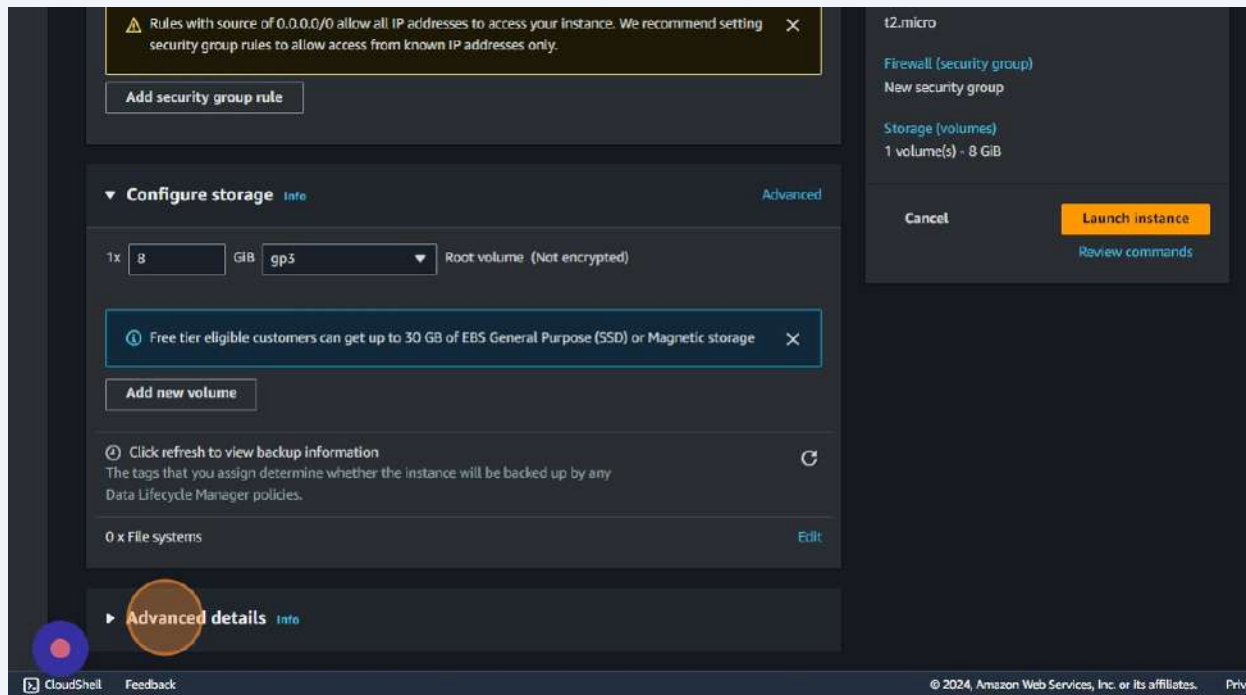 Rules with source of 0.0.0.0/0 allow all IP addresses to access your instance. We recommend setting
security group rules to allow access from known IP addresses only.
Add security group rule
Configure storage Info
Advanced
1x 8 GiB gp3 Root volume (Not encrypted)
Free tier eligible customers can get up to 30 GB of EBS General Purpose (SSD) or Magnetic storage
Add new volume
Click refresh to view backup information
The tags that you assign determine whether the instance will be backed up by any
Data Lifecycle Manager policies.
0 x File systems
Edit
Advanced details Info
t2.micro
Firewall (security group)
New security group
Storage (volumes)
1 volume(s) - 8 GiB
Cancel
Launch instance
Review commands
CloudShell Feedback
© 2024, Amazon Web Services, Inc. or its affiliates. Priv